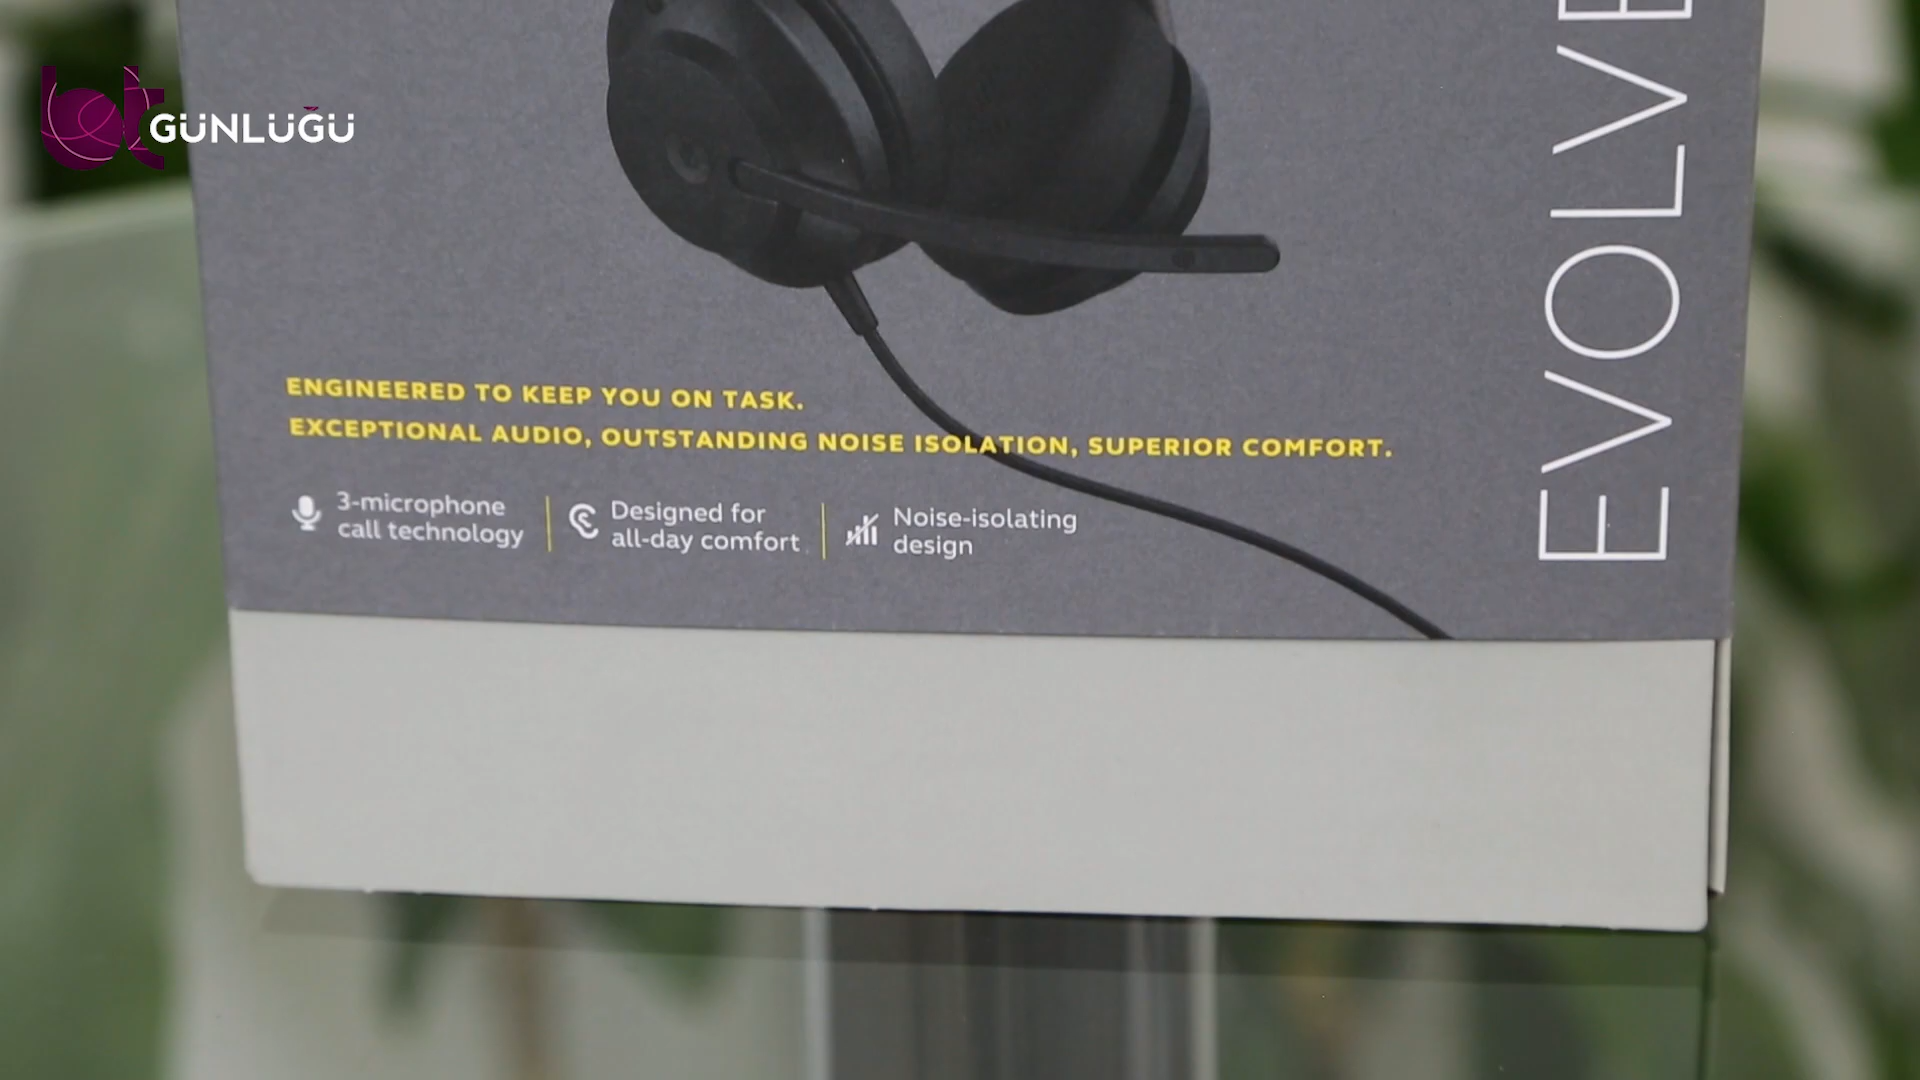 bt GÜNLÜĞÜ
EVOLVE
ENGINEERED TO KEEP YOU ON TASK.
EXCEPTIONAL AUDIO, OUTSTANDING NOISE ISOLATION, SUPERIOR COMFORT.
3-microphone
call technology
Designed for
all-day comfort
Noise-isolating
design